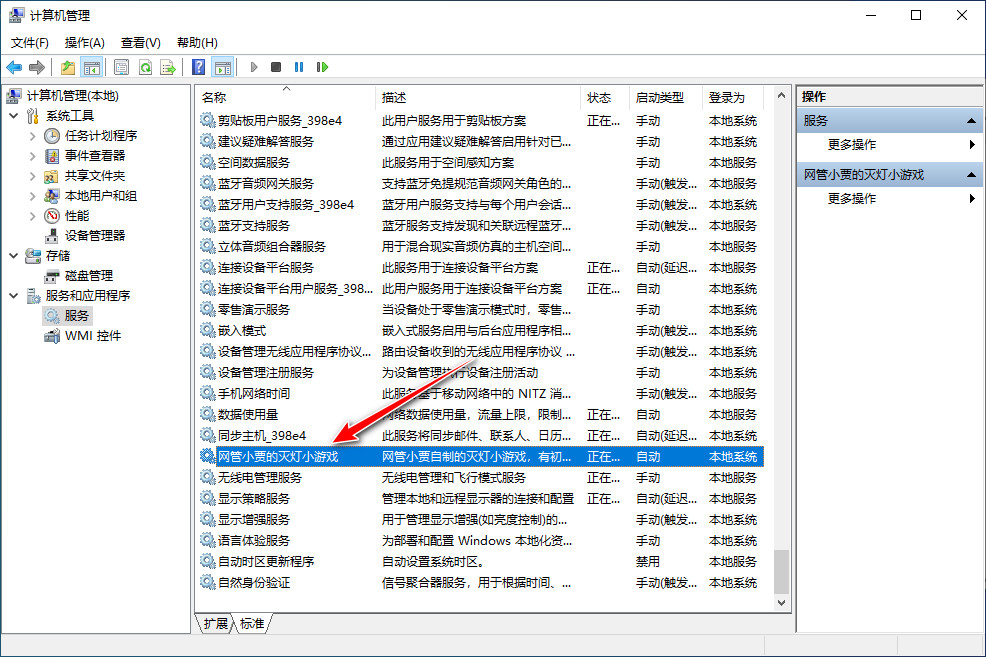 计算机管理
文件(F) 操作(A) 查看(V) 帮助(H)
计算机管理(本地)
系统工具
任务计划程序
事件查看器
共享文件夹
本地用户和组
性能
设备管理器
存储
磁盘管理
服务和应用程序
服务
WMI 控件
名称 描述 状态 启动类型 登录为
剪贴板用户服务_398e4 此用户服务用于剪贴板方案 正在... 手动 本地系统
建议疑难解答服务 通过应用建议疑难解答启用针对已... 手动 本地系统
空间数据服务 此服务用于空间感知方案 手动 本地服务
蓝牙音频网关服务 支持蓝牙免提规范音频网关角色的... 手动(触发... 本地服务
蓝牙用户支持服务_398e4 蓝牙用户服务支持与每个用户会话... 手动(触发... 本地系统
蓝牙支持服务 蓝牙服务支持发现和关联远程蓝牙... 手动(触发... 本地服务
立体音频组合器服务 用于混合现实音频仿真的主机空间... 手动 本地服务
连接设备平台服务 此服务用于连接设备平台方案 正在... 自动(延迟... 本地服务
连接设备平台用户服务_398... 此用户服务用于连接设备平台方案 正在... 自动 本地系统
零售演示服务 当设备处于零售演示模式时，零售... 手动 本地系统
嵌入模式 嵌入式服务启用与后台应用程序相... 手动(触发... 本地系统
设备管理无线应用程序协议... 路由设备收到的无线应用程序协议 ... 手动(触发... 本地系统
设备管理注册服务 为设备管理执行设备注册活动 手动 本地系统
手机网络时间 此服务基于移动网络中的 NITZ 消... 手动(触发... 本地服务
数据使用量 网络数据使用量，流量上限，限制... 正在... 自动 本地服务
同步主机_398e4 此服务将同步邮件、联系人、日历... 正在... 自动(延迟... 本地系统
网管小贾的灭灯小游戏 网管小贾自制的灭灯小游戏，有初... 正在... 自动 本地系统
无线电管理服务 无线电管理和飞行模式服务 正在... 手动 本地服务
显示策略服务 管理本地和远程显示器的连接和配置 正在... 自动(延迟... 本地服务
显示增强服务 用于管理显示增强(如亮度控制)的... 手动(触发... 本地系统
语言体验服务 为部署和配置 Windows 本地化资... 手动 本地系统
自动时区更新程序 自动设置系统时区。 禁用 本地服务
自然身份验证 信号聚合器服务，用于根据时间、... 手动(触发... 本地系统
扩展 标准
操作
服务
更多操作
网管小贾的灭灯小游戏
更多操作